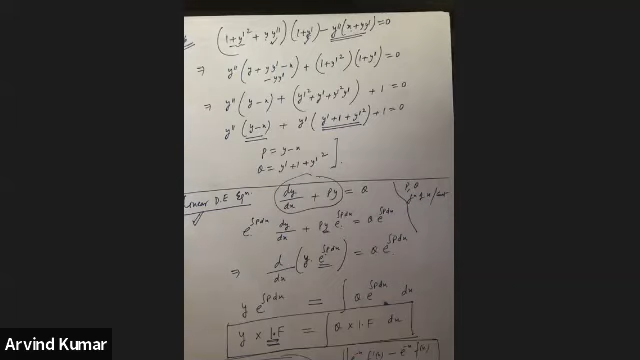 (1+y'² + yy'') (1+y') − y''(x+yy') = 0
⇒ y'' (y + yy' − x − yy') + (1+y'²)(1+y') = 0
⇒ y'' (y−x) + (y'² + y' + y'² y') + 1 = 0
y'' (y−x) + y' (y'+1+y'²) + 1 = 0
P = y−x
Q = y'+1+y'²
Linear D.E Eqⁿ dy/dx + Py = Q P, Q
e^∫Pdx dy/dx + Py e^∫Pdx = Q e^∫Pdx
⇒ d/dx (y. e^∫Pdx) = Q e^∫Pdx
y e^∫Pdx = ∫ Q e^∫Pdx dx
y × I.F = ∫ Q × I.F dx
Arvind Kumar